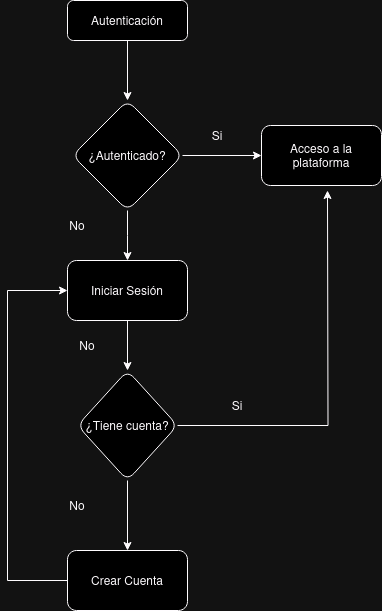 Autenticación
¿Autenticado?
Si
Acceso a la
plataforma
No
Iniciar Sesión
No
¿Tiene cuenta?
Si
No
Crear Cuenta